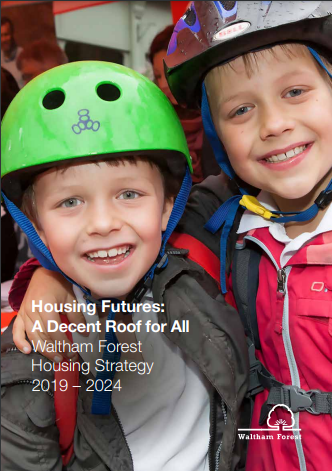 Housing Futures:
A Decent Roof for All
Waltham Forest
Housing Strategy
2019 – 2024
Waltham Forest